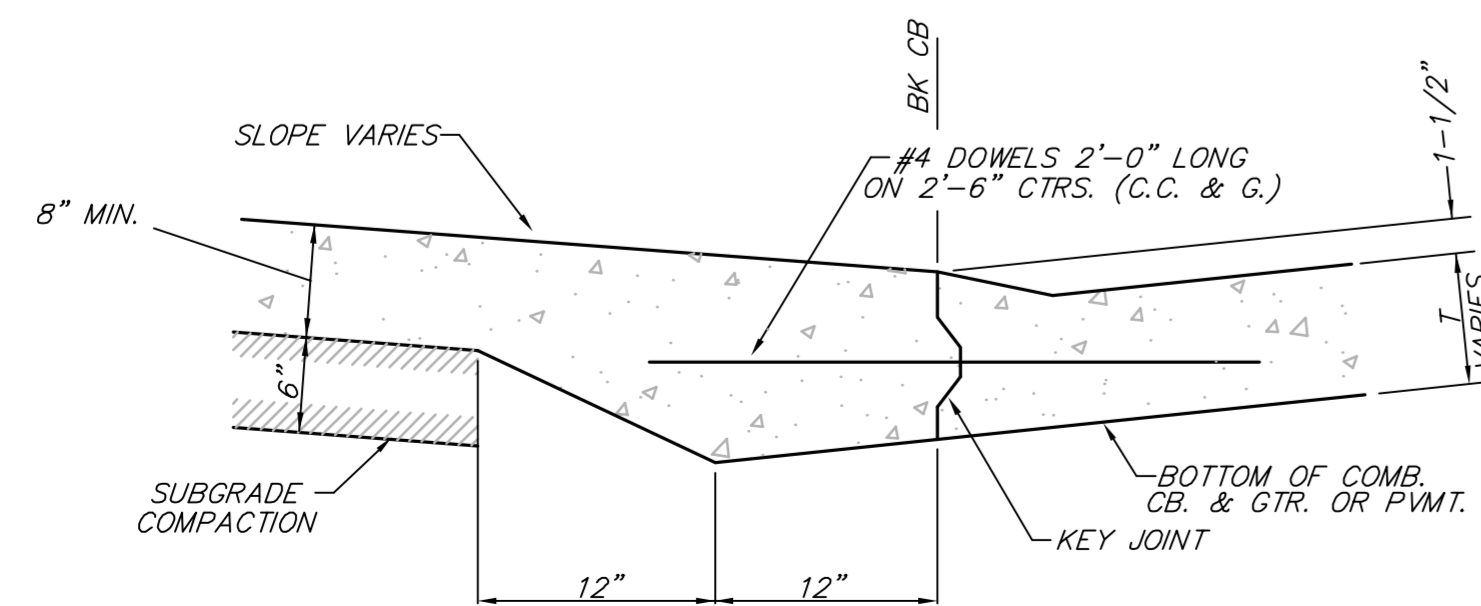 BK CB
1-1/2"
SLOPE VARIES
#4 DOWELS 2'-0" LONG
ON 2'-6" CTRS. (C.C. & G.)
8" MIN.
T
VARIES
6"
SUBGRADE
COMPACTION
BOTTOM OF COMB.
CB. & GTR. OR PVMT.
KEY JOINT
12"
12"